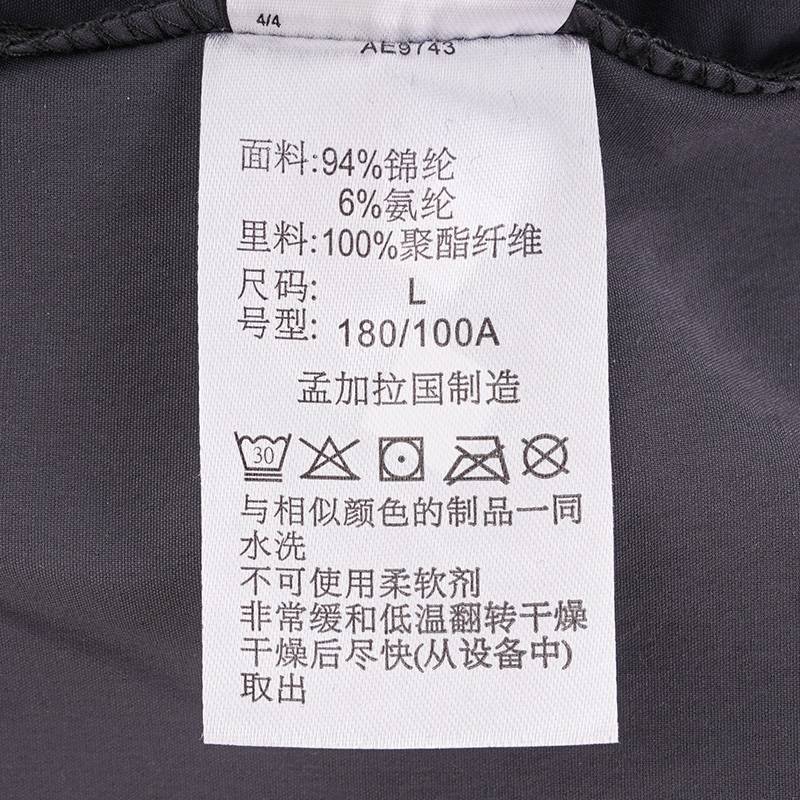 4/4
AE9743
面料:94%锦纶
6%氨纶
里料:100%聚酯纤维
尺码: L
号型: 180/100A
孟加拉国制造
30
与相似颜色的制品一同
水洗
不可使用柔软剂
非常缓和低温翻转干燥
干燥后尽快(从设备中)
取出